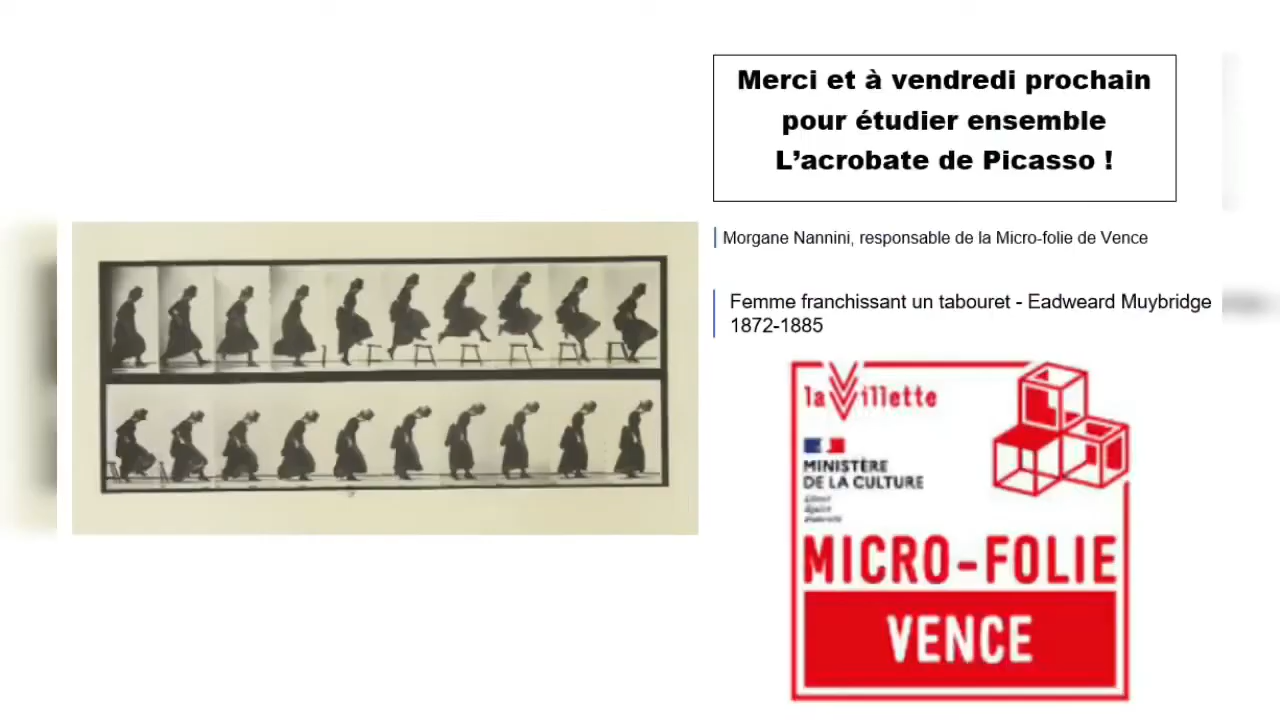 Merci et à vendredi prochain
pour étudier ensemble
L’acrobate de Picasso !
Morgane Nannini, responsable de la Micro-folie de Vence
Femme franchissant un tabouret - Eadweard Muybridge
1872-1885
la Villette
MINISTÈRE
DE LA CULTURE
MICRO-FOLIE
VENCE